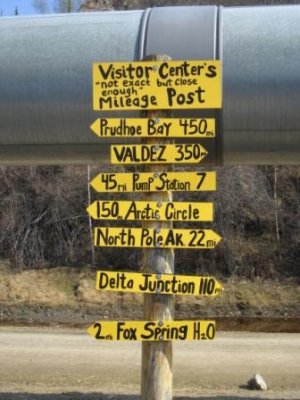 Visitor Center's
"not exact but close
enough"
Mileage Post
Prudhoe Bay 450mi
VALDEZ 350mi
45mi Pump Station 7
150mi Arctic Circle
North Pole AK 22mi
Delta Junction 110mi
2mi Fox Spring H2O